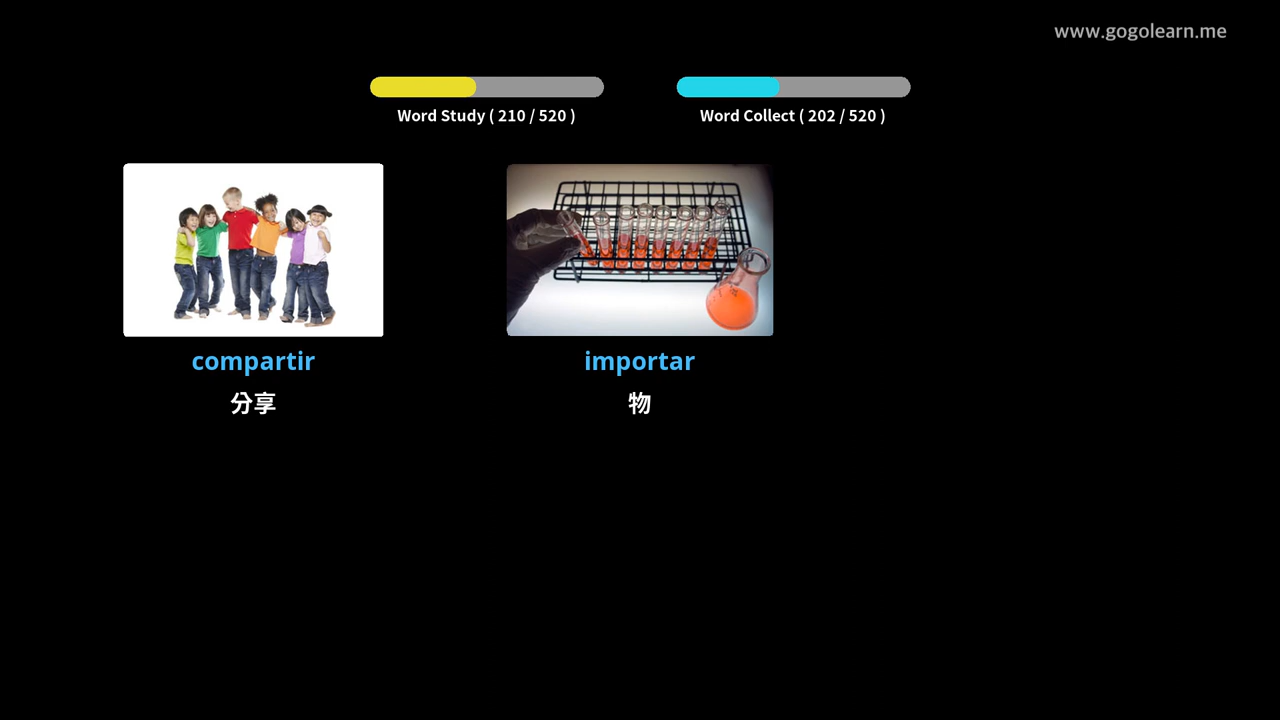 www.gogolearn.me
Word Study ( 210 / 520 )
Word Collect ( 202 / 520 )
compartir
importar
分享
物